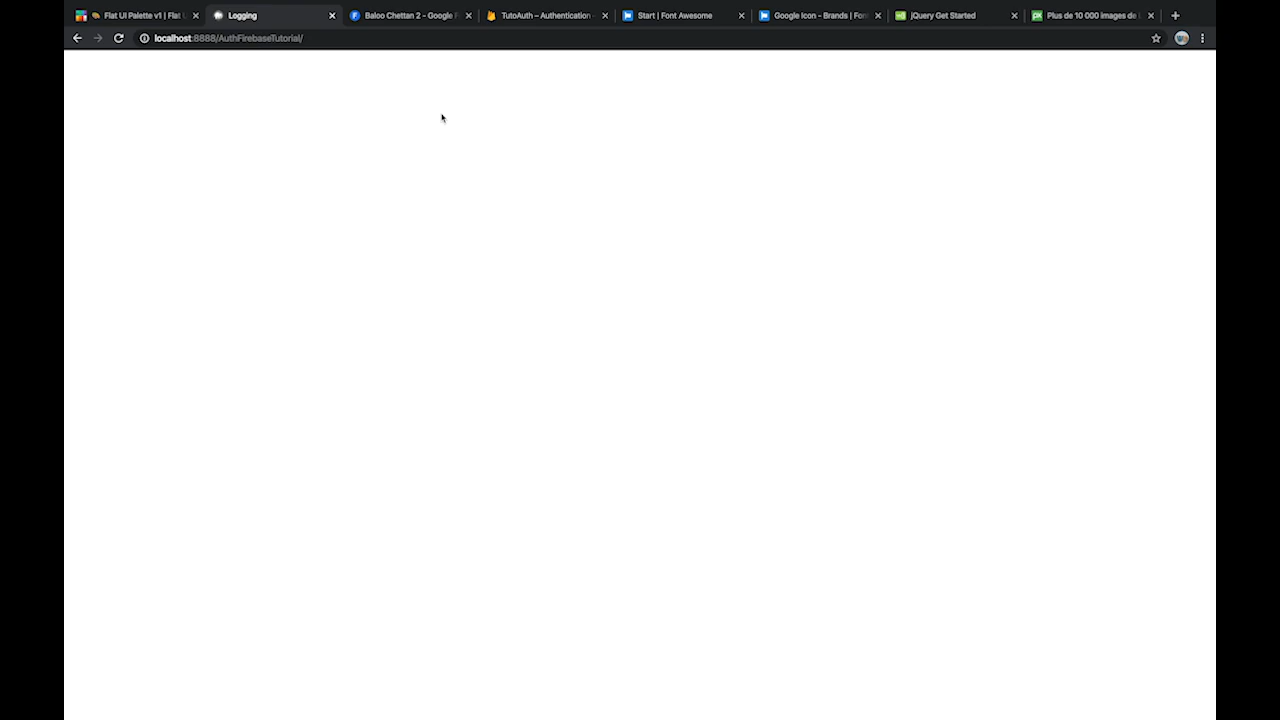 Flat UI Palette v1 | Flat U
Logging
Baloo Chettan 2 - Google F
TutoAuth – Authentication -
Start | Font Awesome
Google Icon - Brands | Fon
jQuery Get Started
Plus de 10 000 images de
localhost:8888/AuthFirebaseTutorial/